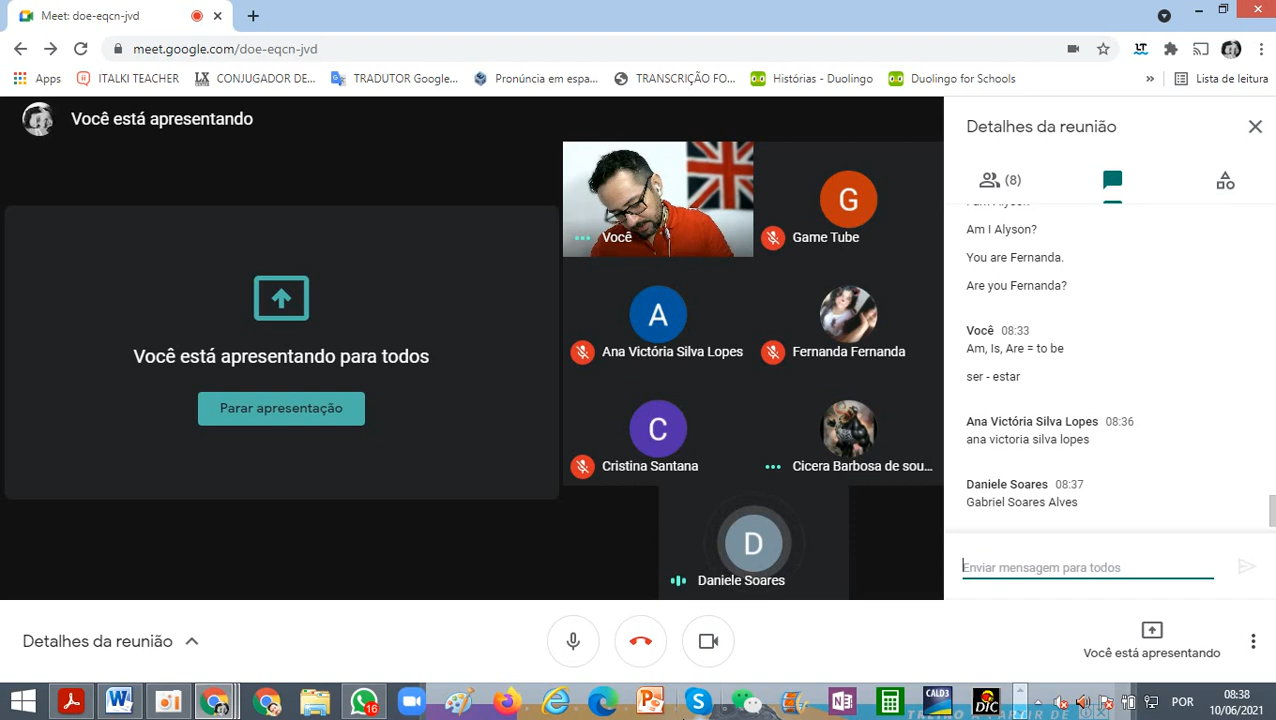 Meet: doe-eqcn-jvd
meet.google.com/doe-eqcn-jvd
Apps
ITALKI TEACHER
LX CONJUGADOR DE...
TRADUTOR Google...
Pronúncia em espa...
TRANSCRIÇÃO FO...
Histórias - Duolingo
Duolingo for Schools
»
Lista de leitura
Você está apresentando
Você está apresentando para todos
Parar apresentação
Você
G
Game Tube
A
Ana Victória Silva Lopes
Fernanda Fernanda
C
Cristina Santana
Cicera Barbosa de sou...
D
Daniele Soares
Detalhes da reunião
(8)
Am I Alyson?
You are Fernanda.
Are you Fernanda?
Você 08:33
Am, Is, Are = to be
ser - estar
Ana Victória Silva Lopes 08:36
ana victoria silva lopes
Daniele Soares 08:37
Gabriel Soares Alves
Enviar mensagem para todos
Detalhes da reunião
Você está apresentando
16
CALD3
DIC
POR
08:38
10/06/2021